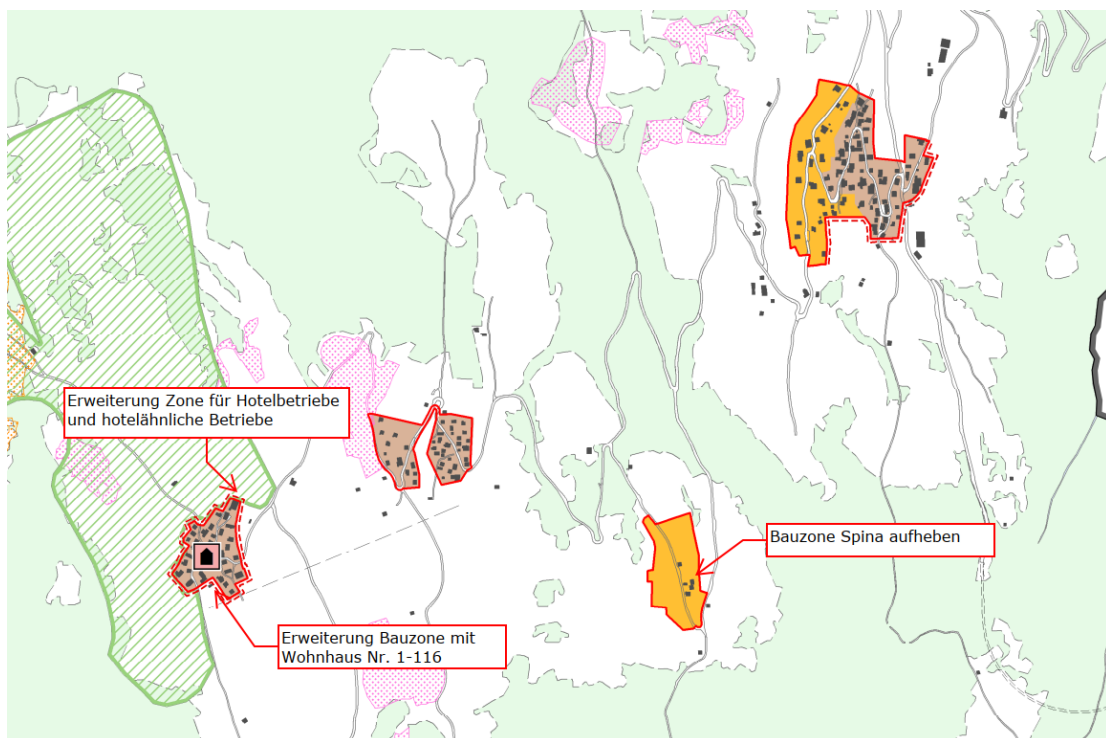 Erweiterung Zone für Hotelbetriebe
und hotelähnliche Betriebe
Bauzone Spina aufheben
Erweiterung Bauzone mit
Wohnhaus Nr. 1-116